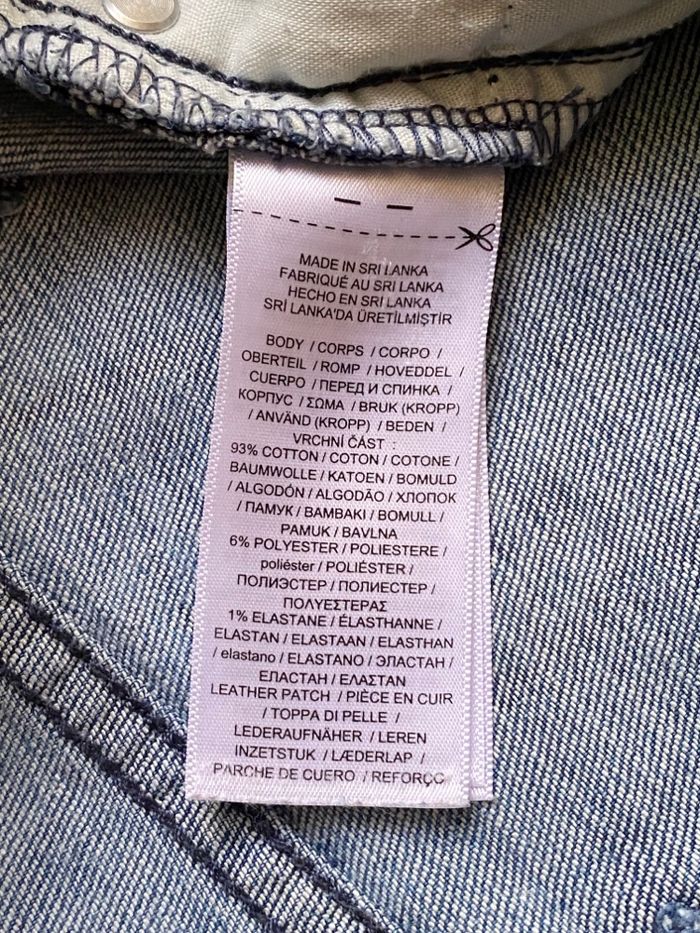 MADE IN SRI LANKA
FABRIQUÉ AU SRI LANKA
HECHO EN SRI LANKA
SRİ LANKA'DA ÜRETİLMİŞTİR
BODY / CORPS / CORPO /
OBERTEIL / ROMP / HOVEDDEL /
CUERPO / ПЕРЕД И СПИНКА /
КОРПУС / ΣΩΜΑ / BRUK (KROPP)
/ ANVÄND (KROPP) / BEDEN /
VRCHNÍ ČÁST :
93% COTTON / COTON / COTONE /
BAUMWOLLE / KATOEN / BOMULD
/ ALGODÓN / ALGODÃO / ХЛОПОК
/ ПАМУК / ΒΑΜΒΑΚΙ / BOMULL /
PAMUK / BAVLNA
6% POLYESTER / POLIESTERE /
poliéster / POLIÉSTER /
ПОЛИЭСТЕР / ПОЛИЕСТЕР /
ΠΟΛΥΕΣΤΕΡΑΣ
1% ELASTANE / ÉLASTHANNE /
ELASTAN / ELASTAAN / ELASTHAN
/ elastano / ELASTANO / ЭЛАСТАН /
ЕЛАСТАН / ΕΛΑΣΤΑΝ
LEATHER PATCH / PIÈCE EN CUIR
/ TOPPA DI PELLE /
LEDERAUFNÄHER / LEREN
INZETSTUK / LÆDERLAP /
PARCHE DE CUERO / REFORÇO